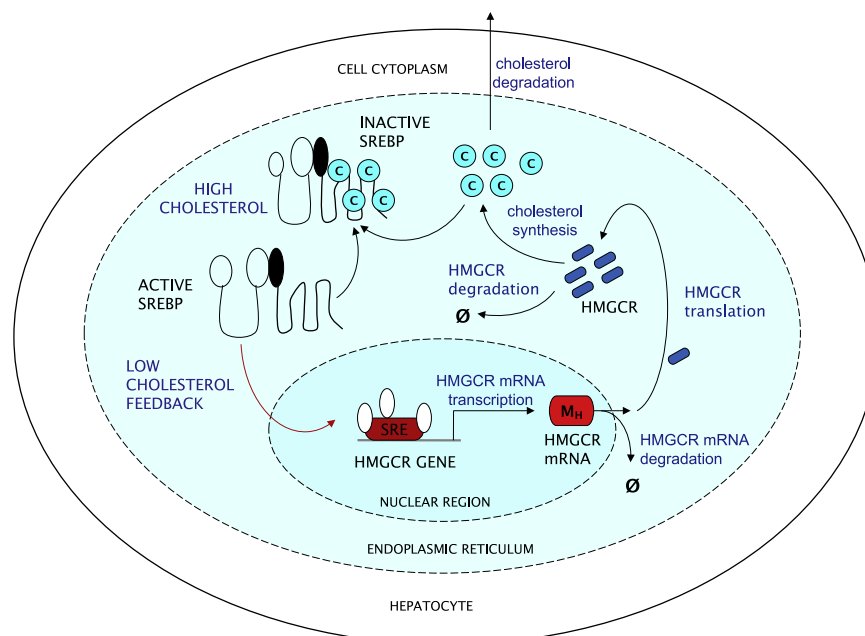 cholesterol
degradation
CELL CYTOPLASM
INACTIVE
SREBP
C
C
C
C
C
C
C
C
C
HIGH
CHOLESTEROL
cholesterol
synthesis
ACTIVE
SREBP
HMGCR
degradation
Ø
HMGCR
HMGCR
translation
LOW
CHOLESTEROL
FEEDBACK
HMGCR mRNA
transcription
SRE
HMGCR GENE
MH
HMGCR
mRNA
HMGCR mRNA
degradation
Ø
NUCLEAR REGION
ENDOPLASMIC RETICULUM
HEPATOCYTE